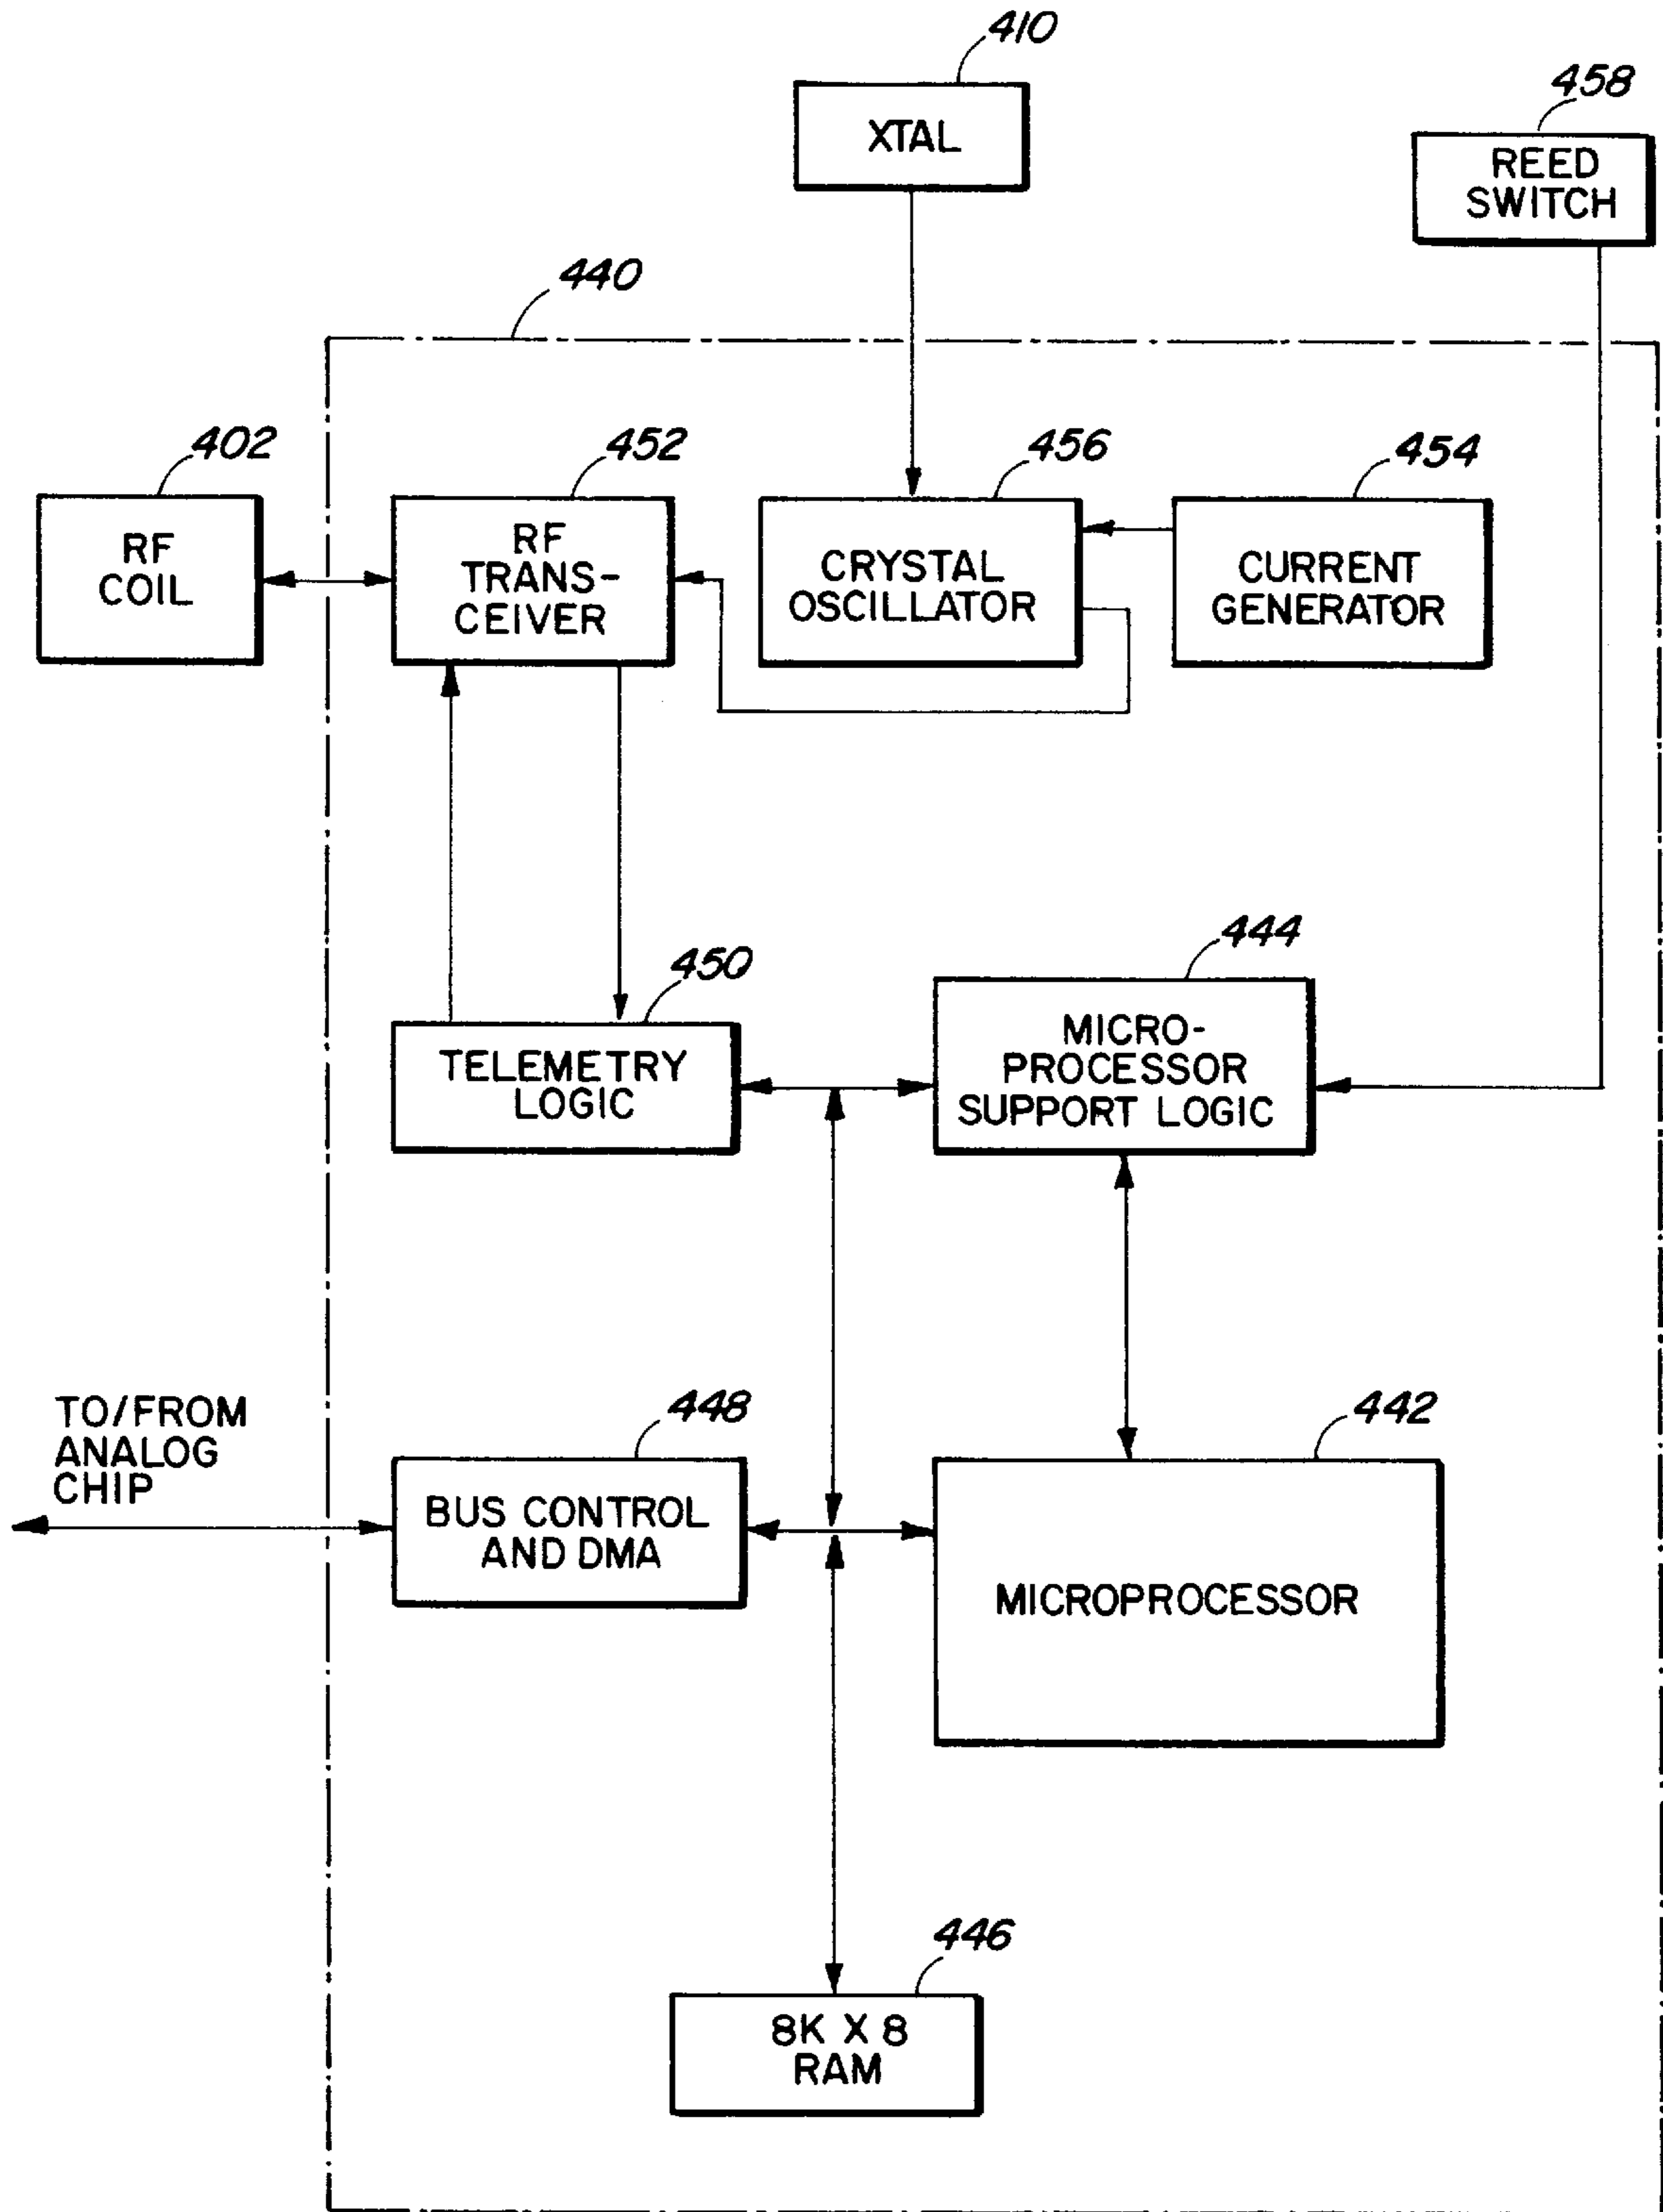 410
XTAL
458
REED
SWITCH
440
402
RF
COIL
452
RF
TRANS-
CEIVER
456
CRYSTAL
OSCILLATOR
454
CURRENT
GENERATOR
450
TELEMETRY
LOGIC
444
MICRO-
PROCESSOR
SUPPORT LOGIC
TO/FROM
ANALOG
CHIP
448
BUS CONTROL
AND DMA
442
MICROPROCESSOR
446
8K X 8
RAM